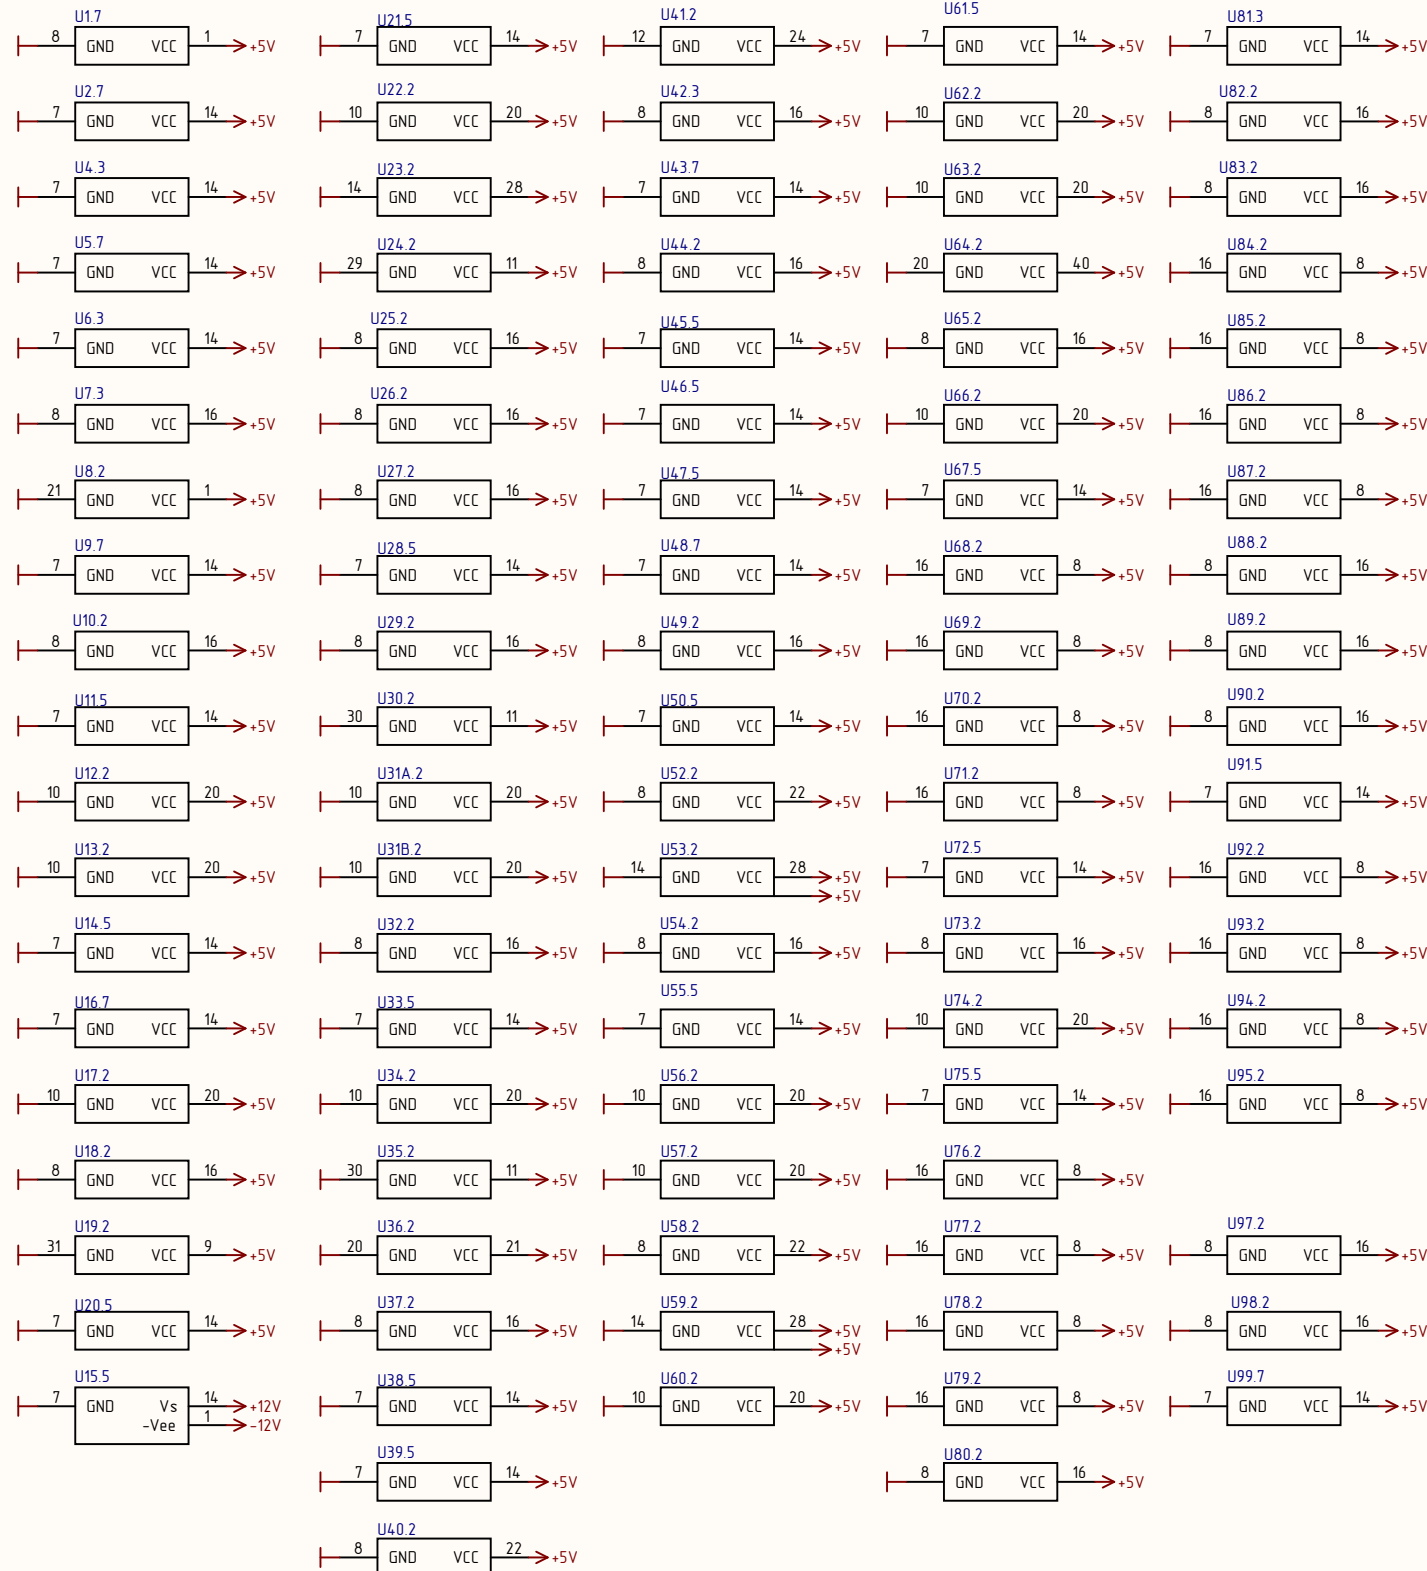 U1.7
8 GND VCC 1 +5V
U2.7
7 GND VCC 14 +5V
U4.3
7 GND VCC 14 +5V
U5.7
7 GND VCC 14 +5V
U6.3
7 GND VCC 14 +5V
U7.3
8 GND VCC 16 +5V
U8.2
21 GND VCC 1 +5V
U9.7
7 GND VCC 14 +5V
U10.2
8 GND VCC 16 +5V
U11.5
7 GND VCC 14 +5V
U12.2
10 GND VCC 20 +5V
U13.2
10 GND VCC 20 +5V
U14.5
7 GND VCC 14 +5V
U16.7
7 GND VCC 14 +5V
U17.2
10 GND VCC 20 +5V
U18.2
8 GND VCC 16 +5V
U19.2
31 GND VCC 9 +5V
U20.5
7 GND VCC 14 +5V
U15.5
7 GND Vs 14 +12V
-Vee 1 -12V
U21.5
7 GND VCC 14 +5V
U22.2
10 GND VCC 20 +5V
U23.2
14 GND VCC 28 +5V
U24.2
29 GND VCC 11 +5V
U25.2
8 GND VCC 16 +5V
U26.2
8 GND VCC 16 +5V
U27.2
8 GND VCC 16 +5V
U28.5
7 GND VCC 14 +5V
U29.2
8 GND VCC 16 +5V
U30.2
30 GND VCC 11 +5V
U31A.2
10 GND VCC 20 +5V
U31B.2
10 GND VCC 20 +5V
U32.2
8 GND VCC 16 +5V
U33.5
7 GND VCC 14 +5V
U34.2
10 GND VCC 20 +5V
U35.2
30 GND VCC 11 +5V
U36.2
20 GND VCC 21 +5V
U37.2
8 GND VCC 16 +5V
U38.5
7 GND VCC 14 +5V
U39.5
7 GND VCC 14 +5V
U40.2
8 GND VCC 22 +5V
U41.2
12 GND VCC 24 +5V
U42.3
8 GND VCC 16 +5V
U43.7
7 GND VCC 14 +5V
U44.2
8 GND VCC 16 +5V
U45.5
7 GND VCC 14 +5V
U46.5
7 GND VCC 14 +5V
U47.5
7 GND VCC 14 +5V
U48.7
7 GND VCC 14 +5V
U49.2
8 GND VCC 16 +5V
U50.5
7 GND VCC 14 +5V
U52.2
8 GND VCC 22 +5V
U53.2
14 GND VCC 28 +5V
+5V
U54.2
8 GND VCC 16 +5V
U55.5
7 GND VCC 14 +5V
U56.2
10 GND VCC 20 +5V
U57.2
10 GND VCC 20 +5V
U58.2
8 GND VCC 22 +5V
U59.2
14 GND VCC 28 +5V
+5V
U60.2
10 GND VCC 20 +5V
U61.5
7 GND VCC 14 +5V
U62.2
10 GND VCC 20 +5V
U63.2
10 GND VCC 20 +5V
U64.2
20 GND VCC 40 +5V
U65.2
8 GND VCC 16 +5V
U66.2
10 GND VCC 20 +5V
U67.5
7 GND VCC 14 +5V
U68.2
16 GND VCC 8 +5V
U69.2
16 GND VCC 8 +5V
U70.2
16 GND VCC 8 +5V
U71.2
16 GND VCC 8 +5V
U72.5
7 GND VCC 14 +5V
U73.2
8 GND VCC 16 +5V
U74.2
10 GND VCC 20 +5V
U75.5
7 GND VCC 14 +5V
U76.2
16 GND VCC 8 +5V
U77.2
16 GND VCC 8 +5V
U78.2
16 GND VCC 8 +5V
U79.2
16 GND VCC 8 +5V
U80.2
8 GND VCC 16 +5V
U81.3
7 GND VCC 14 +5V
U82.2
8 GND VCC 16 +5V
U83.2
8 GND VCC 16 +5V
U84.2
16 GND VCC 8 +5V
U85.2
16 GND VCC 8 +5V
U86.2
16 GND VCC 8 +5V
U87.2
16 GND VCC 8 +5V
U88.2
8 GND VCC 16 +5V
U89.2
8 GND VCC 16 +5V
U90.2
8 GND VCC 16 +5V
U91.5
7 GND VCC 14 +5V
U92.2
16 GND VCC 8 +5V
U93.2
16 GND VCC 8 +5V
U94.2
16 GND VCC 8 +5V
U95.2
16 GND VCC 8 +5V
U97.2
8 GND VCC 16 +5V
U98.2
8 GND VCC 16 +5V
U99.7
7 GND VCC 14 +5V